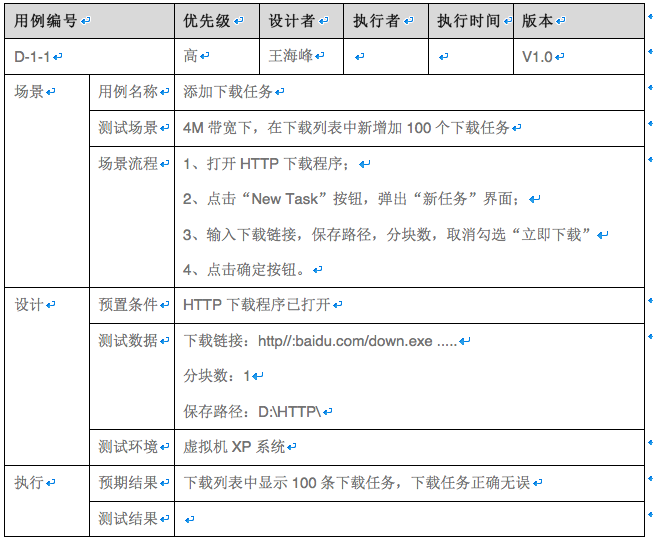 用例编号 优先级 设计者 执行者 执行时间 版本
D-1-1 高 王海峰 V1.0
场景 用例名称 添加下载任务
测试场景 4M 带宽下，在下载列表中新增加 100 个下载任务
场景流程 1、打开 HTTP 下载程序；
2、点击“New Task”按钮，弹出“新任务”界面；
3、输入下载链接，保存路径，分块数，取消勾选“立即下载”
4、点击确定按钮。
设计 预置条件 HTTP 下载程序已打开
测试数据 下载链接：http//:baidu.com/down.exe .....
分块数：1
保存路径：D:\HTTP\
测试环境 虚拟机 XP 系统
执行 预期结果 下载列表中显示 100 条下载任务，下载任务正确无误
测试结果